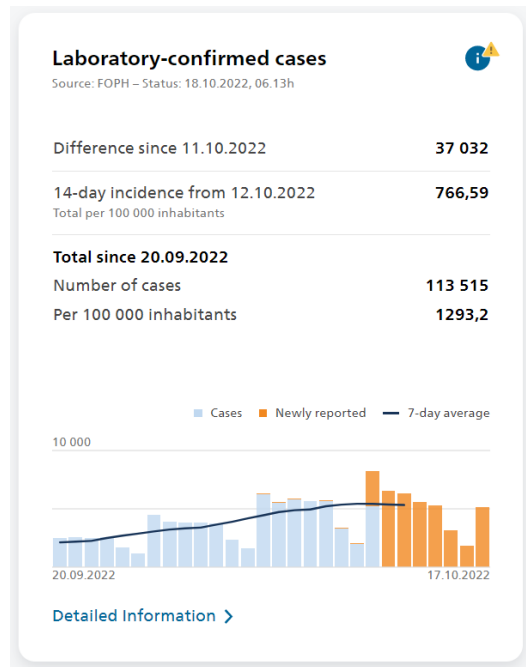 Laboratory-confirmed cases
i
Source: FOPH – Status: 18.10.2022, 06.13h
Difference since 11.10.2022 37 032
14-day incidence from 12.10.2022 766,59
Total per 100 000 inhabitants
Total since 20.09.2022
Number of cases 113 515
Per 100 000 inhabitants 1293,2
Cases Newly reported 7-day average
10 000
20.09.2022 17.10.2022
Detailed Information